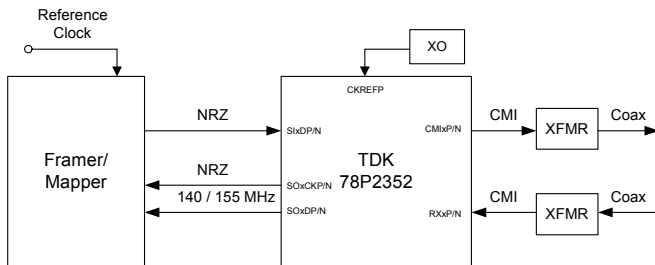 Reference
Clock
XO
CKREFP
NRZ
SIxDP/N
CMIxP/N
CMI
XFMR
Coax
Framer/
Mapper
TDK
78P2352
NRZ
SOxCKP/N
140 / 155 MHz
SOxDP/N
RXxP/N
CMI
XFMR
Coax